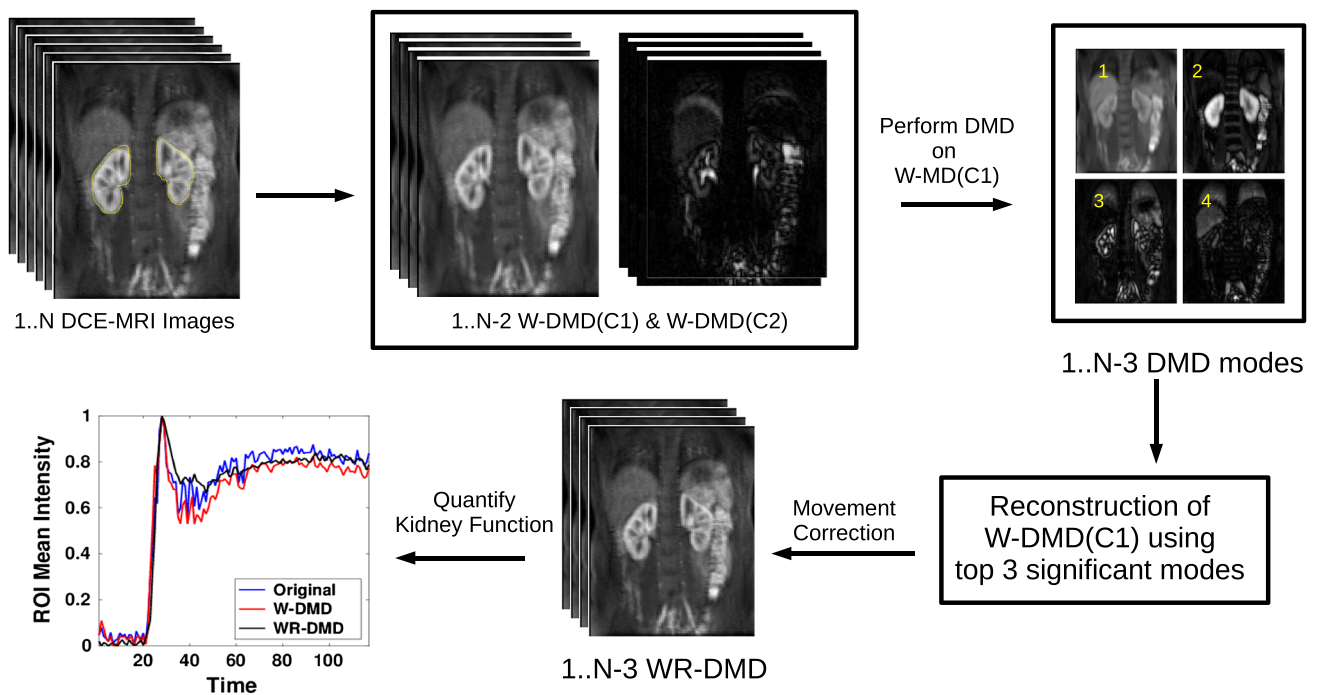 1..N DCE-MRI Images
1..N-2 W-DMD(C1) & W-DMD(C2)
Perform DMD
on
W-MD(C1)
1
2
3
4
1..N-3 DMD modes
Reconstruction of
W-DMD(C1) using
top 3 significant modes
Movement
Correction
1..N-3 WR-DMD
Quantify
Kidney Function
ROI Mean Intensity
1
0.8
0.6
0.4
0.2
0
20 40 60 80 100
Time
Original
W-DMD
WR-DMD